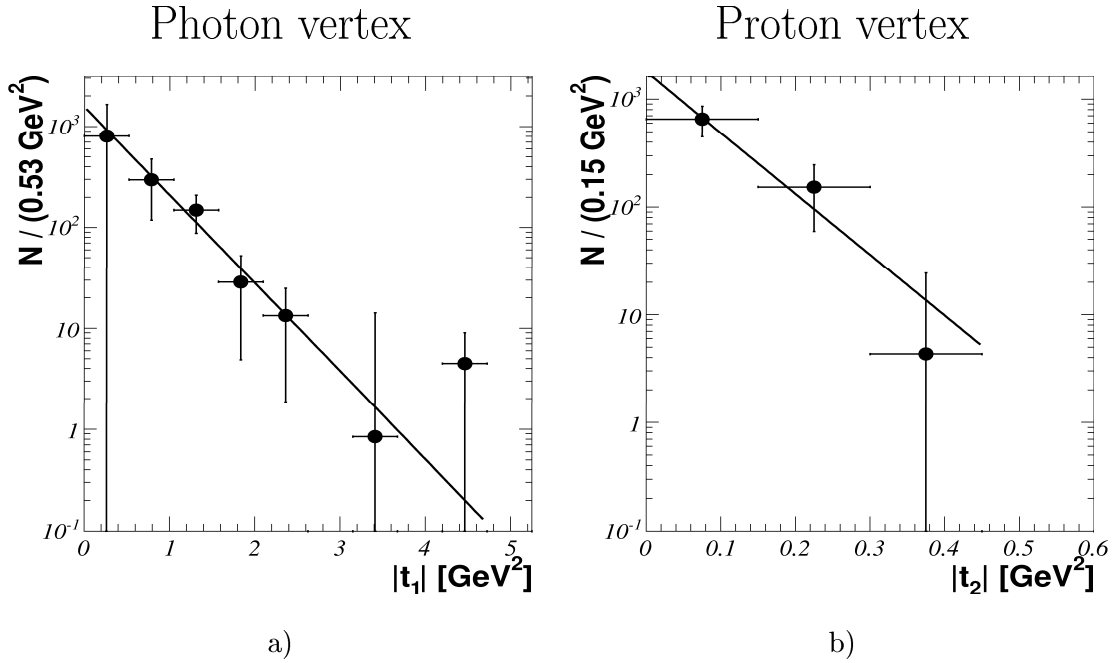 Photon vertex
N / (0.53 GeV²)
10³
10²
10
1
10⁻¹
0 1 2 3 4 5
|t₁| [GeV²]
a)
Proton vertex
N / (0.15 GeV²)
10³
10²
10
1
10⁻¹
0 0.1 0.2 0.3 0.4 0.5 0.6
|t₂| [GeV²]
b)